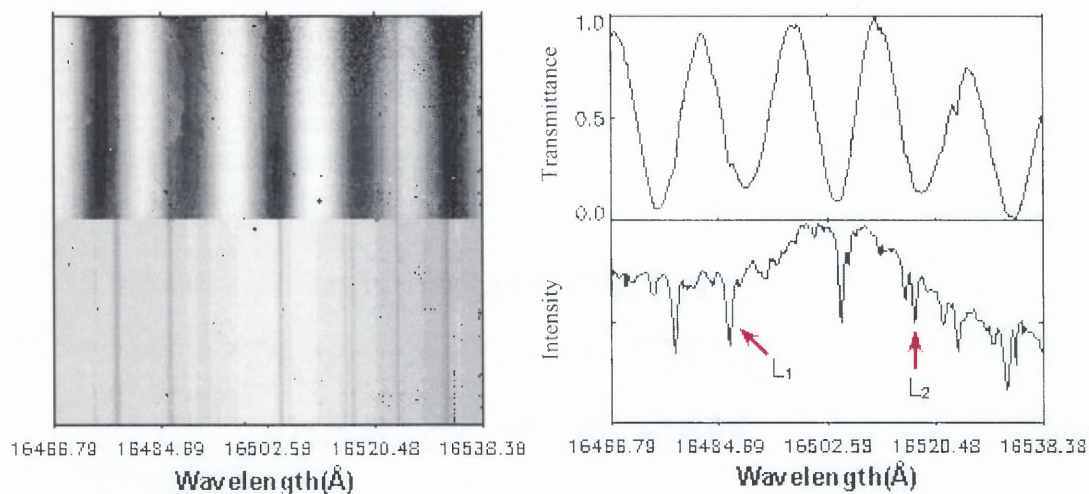 1.0
Transmittance
0.5
0.0
Intensity
L1
L2
16466.79 16484.69 16502.59 16520.48 16538.38
Wavelength(Å)
16466.79 16484.69 16502.59 16520.48 16538.38
Wavelength(Å)